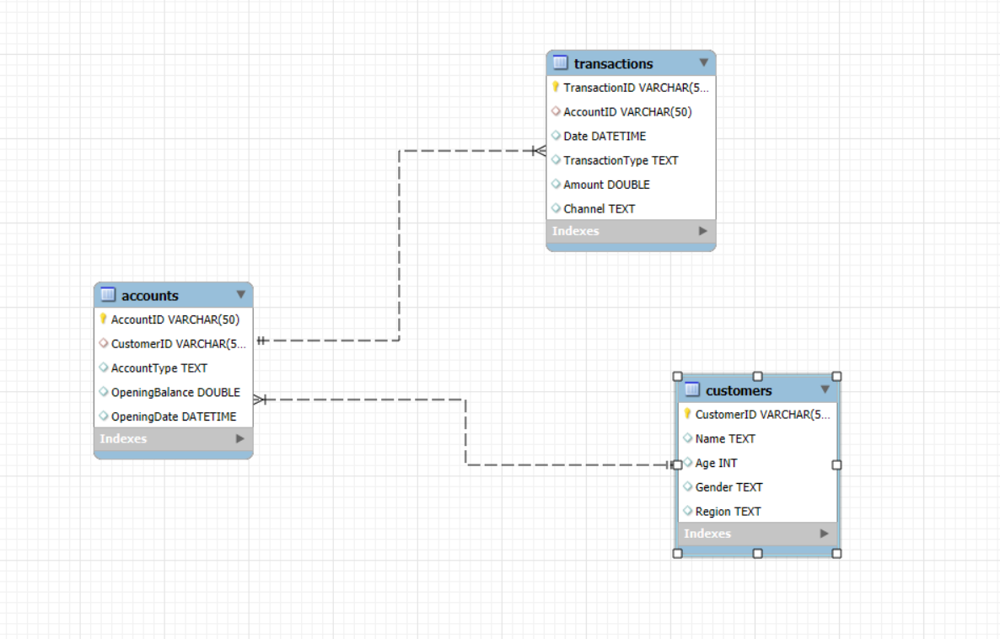 transactions
TransactionID VARCHAR(5...
AccountID VARCHAR(50)
Date DATETIME
TransactionType TEXT
Amount DOUBLE
Channel TEXT
Indexes
accounts
AccountID VARCHAR(50)
CustomerID VARCHAR(5...
AccountType TEXT
OpeningBalance DOUBLE
OpeningDate DATETIME
Indexes
customers
CustomerID VARCHAR(5...
Name TEXT
Age INT
Gender TEXT
Region TEXT
Indexes